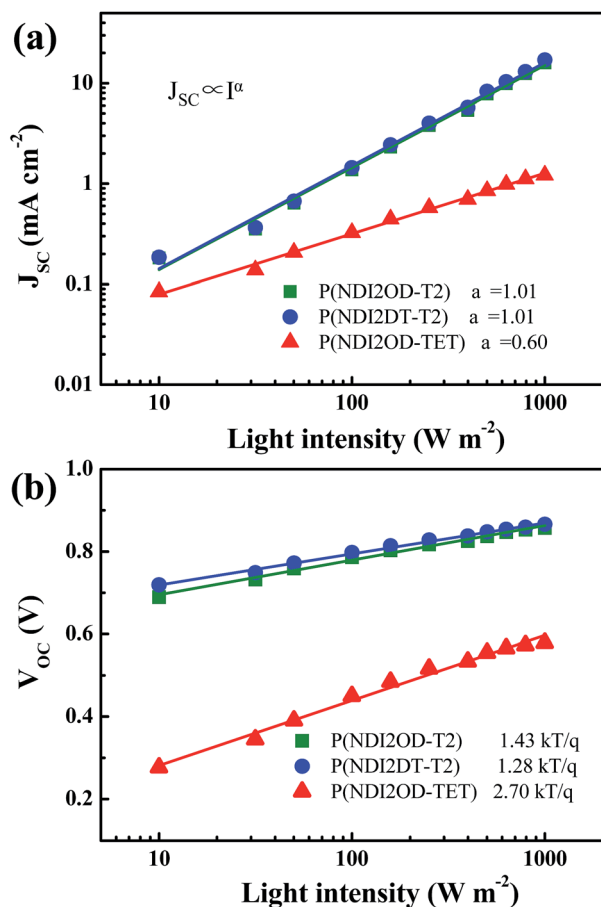 (a)
J_SC ∝ I^α
J_SC (mA cm⁻²)
10
1
0.1
0.01
P(NDI2OD-T2) a =1.01
P(NDI2DT-T2) a =1.01
P(NDI2OD-TET) a =0.60
10 100 1000
Light intensity (W m⁻²)
(b)
V_OC (V)
1.0
0.8
0.6
0.4
0.2
P(NDI2OD-T2) 1.43 kT/q
P(NDI2DT-T2) 1.28 kT/q
P(NDI2OD-TET) 2.70 kT/q
10 100 1000
Light intensity (W m⁻²)